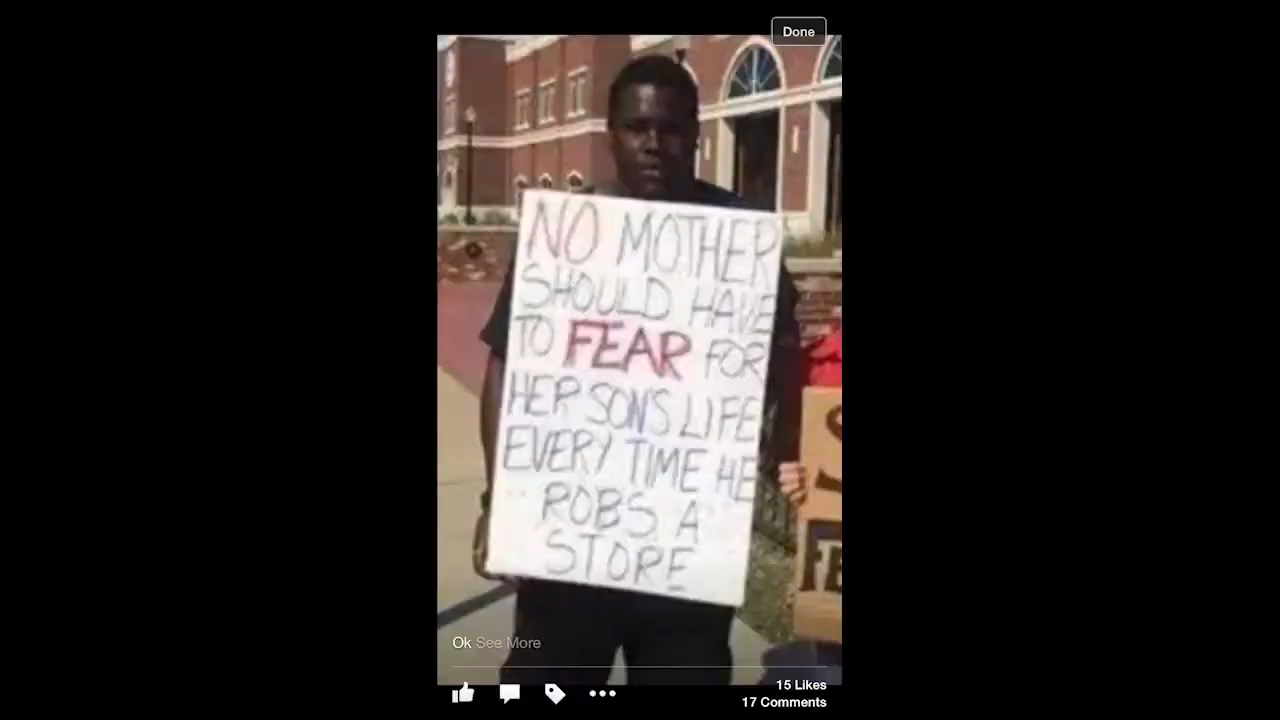 Done
NO MOTHER
SHOULD HAVE
TO FEAR FOR
HER SON'S LIFE
EVERY TIME HE
ROBS A
STORE
Ok See More
15 Likes
17 Comments